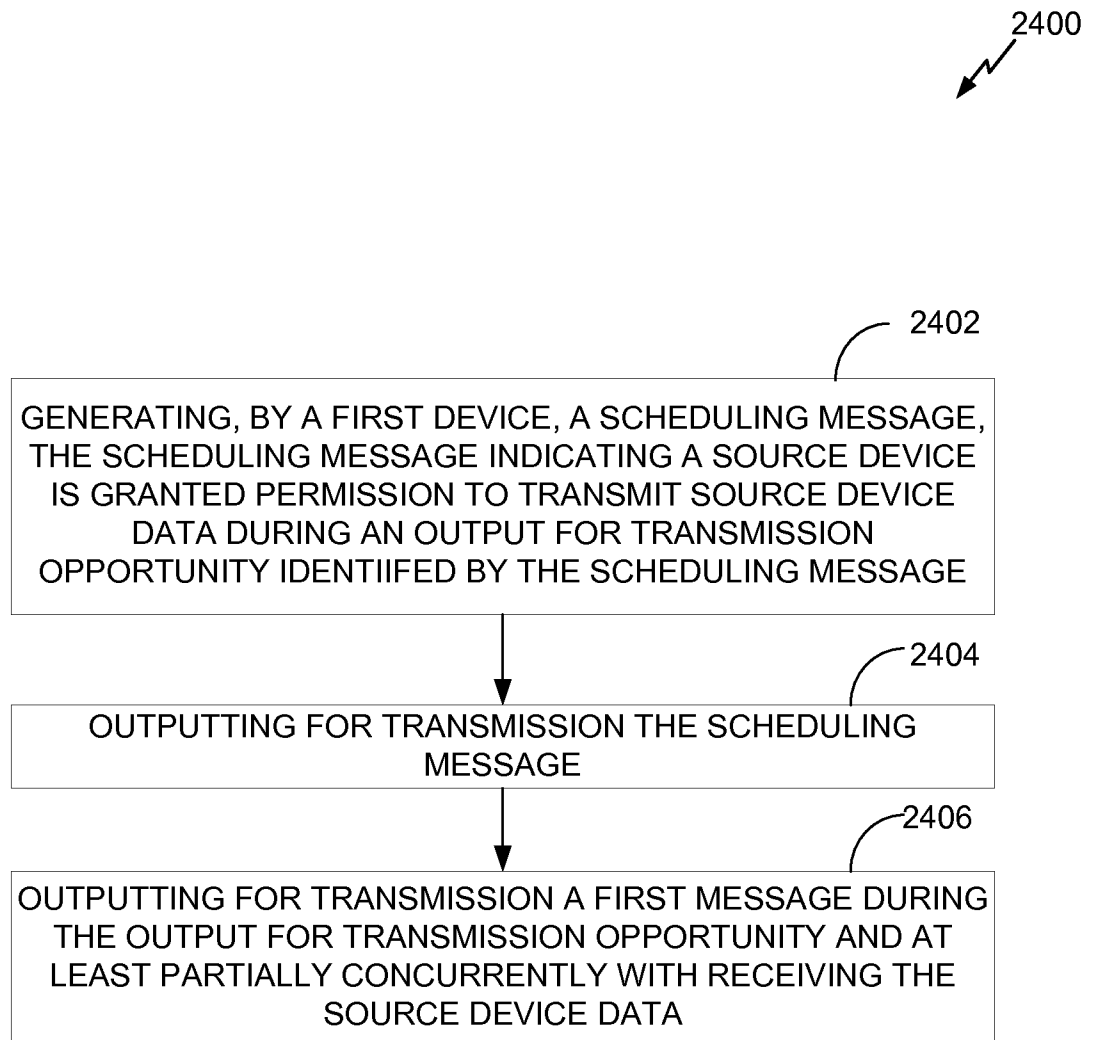 2400
2402
GENERATING, BY A FIRST DEVICE, A SCHEDULING MESSAGE,
THE SCHEDULING MESSAGE INDICATING A SOURCE DEVICE
IS GRANTED PERMISSION TO TRANSMIT SOURCE DEVICE
DATA DURING AN OUTPUT FOR TRANSMISSION
OPPORTUNITY IDENTIIFED BY THE SCHEDULING MESSAGE
2404
OUTPUTTING FOR TRANSMISSION THE SCHEDULING
MESSAGE
2406
OUTPUTTING FOR TRANSMISSION A FIRST MESSAGE DURING
THE OUTPUT FOR TRANSMISSION OPPORTUNITY AND AT
LEAST PARTIALLY CONCURRENTLY WITH RECEIVING THE
SOURCE DEVICE DATA